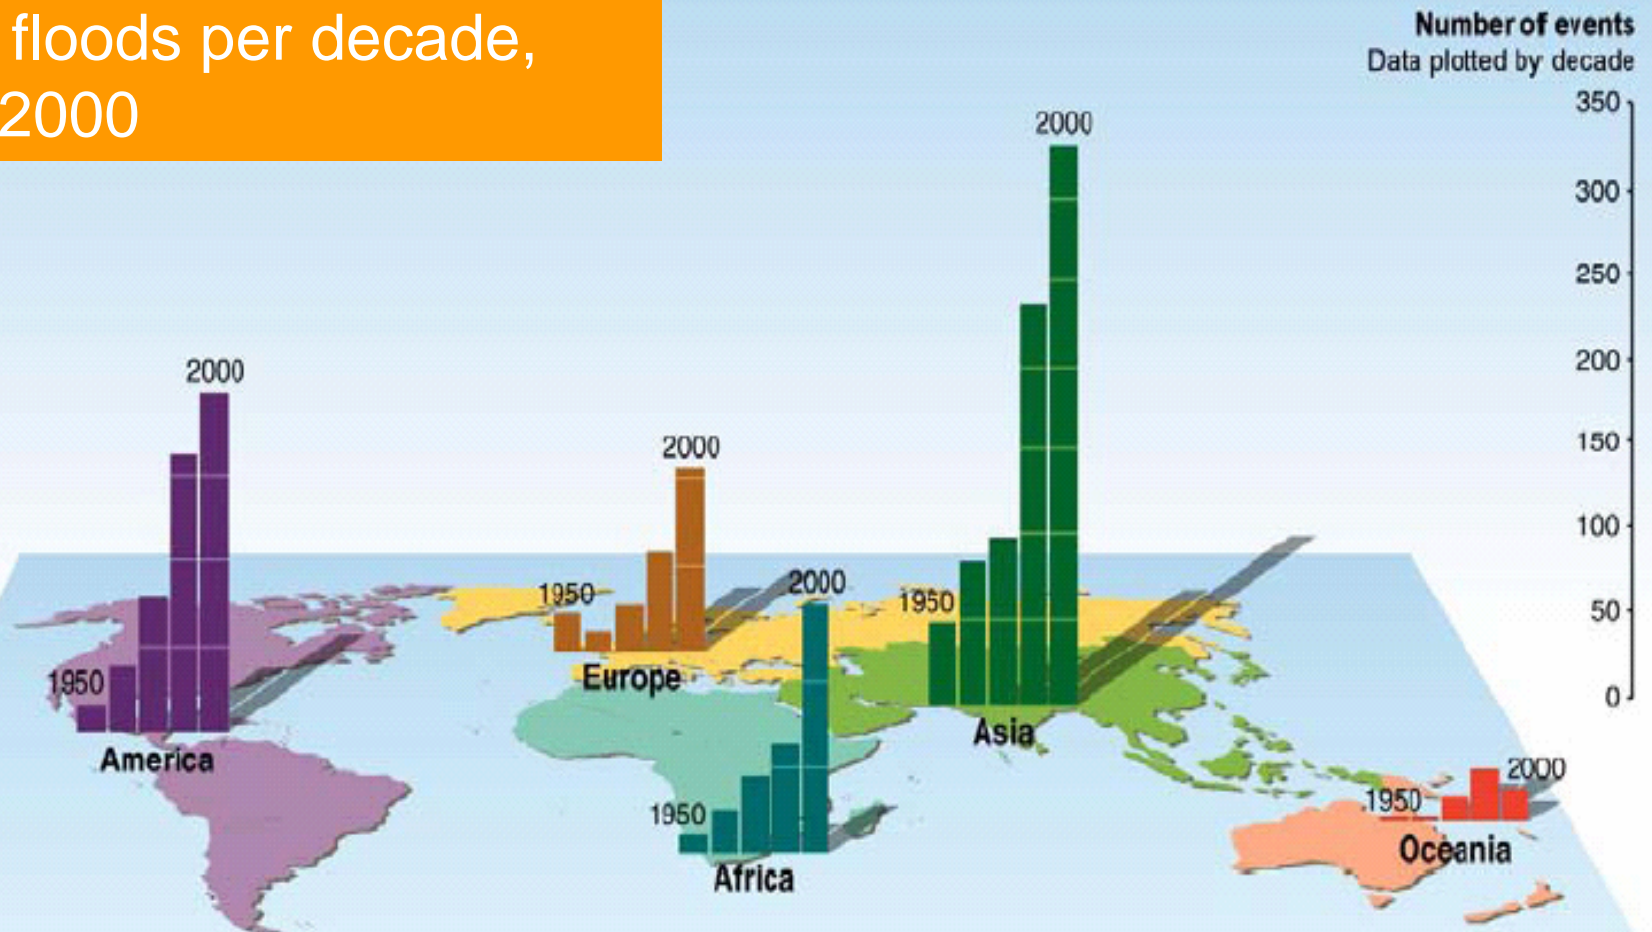 floods per decade,
2000
Number of events
Data plotted by decade
350
300
250
200
150
100
50
0
2000
1950
America
2000
1950
Europe
2000
1950
Africa
2000
1950
Asia
2000
1950
Oceania